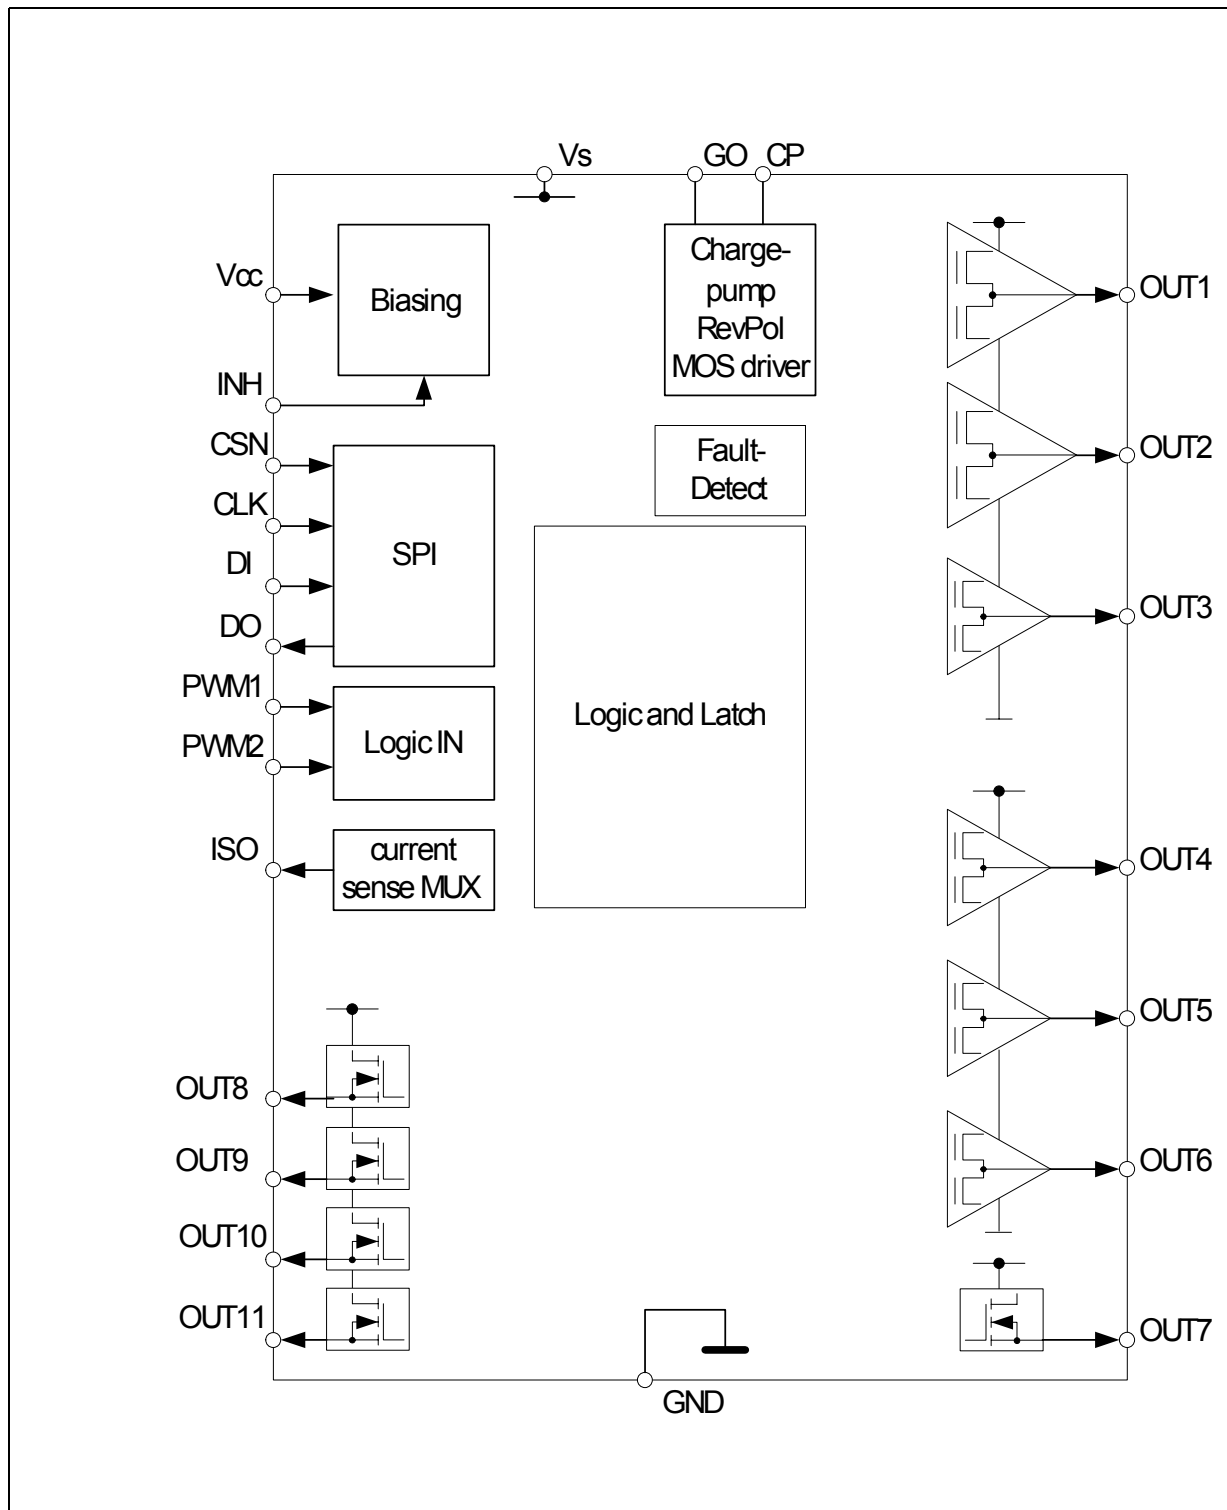 Vs
GO
CP
Vcc
Biasing
Charge-
pump
RevPol
MOS driver
OUT1
INH
CSN
CLK
DI
DO
SPI
Fault-
Detect
OUT2
OUT3
PWM1
PWM2
Logic IN
Logic and Latch
ISO
current
sense MUX
OUT4
OUT5
OUT6
OUT8
OUT9
OUT10
OUT11
OUT7
GND